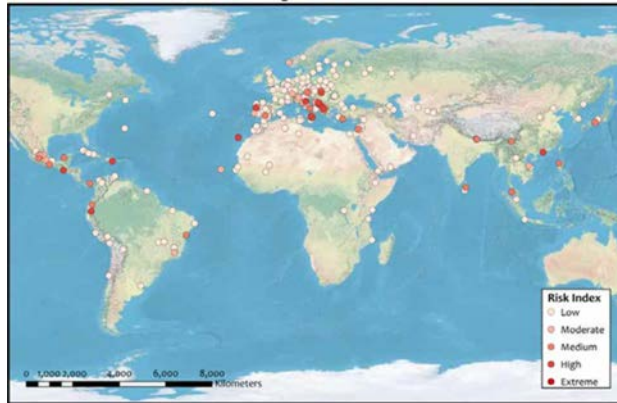 Risk Index
Low
Moderate
Medium
High
Extreme
0 1,000 2,000 4,000 6,000 8,000
Kilometers